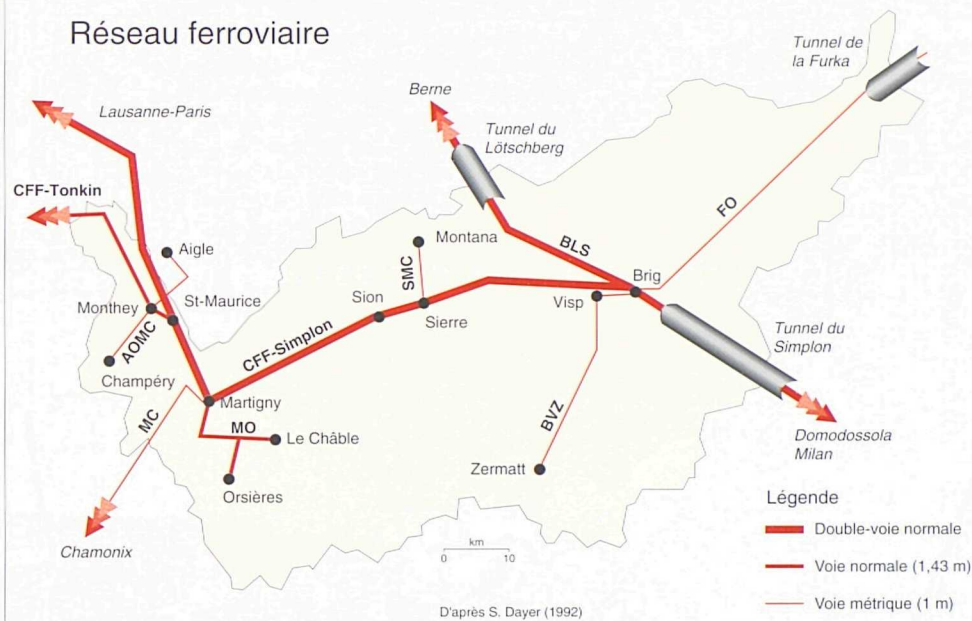 Réseau ferroviaire
Tunnel de
la Furka
Lausanne-Paris
Berne
Tunnel du
Lötschberg
CFF-Tonkin
FO
Aigle
Montana
BLS
SMC
Brig
Monthey
St-Maurice
Sion
Visp
Sierre
AOMC
CFF-Simplon
Tunnel du
Simplon
Champéry
Martigny
MC
MO
Le Châble
BVZ
Domodossola
Milan
Zermatt
Orsières
Légende
Chamonix
km
0 10
Double-voie normale
Voie normale (1,43 m)
Voie métrique (1 m)
D'après S. Dayer (1992)